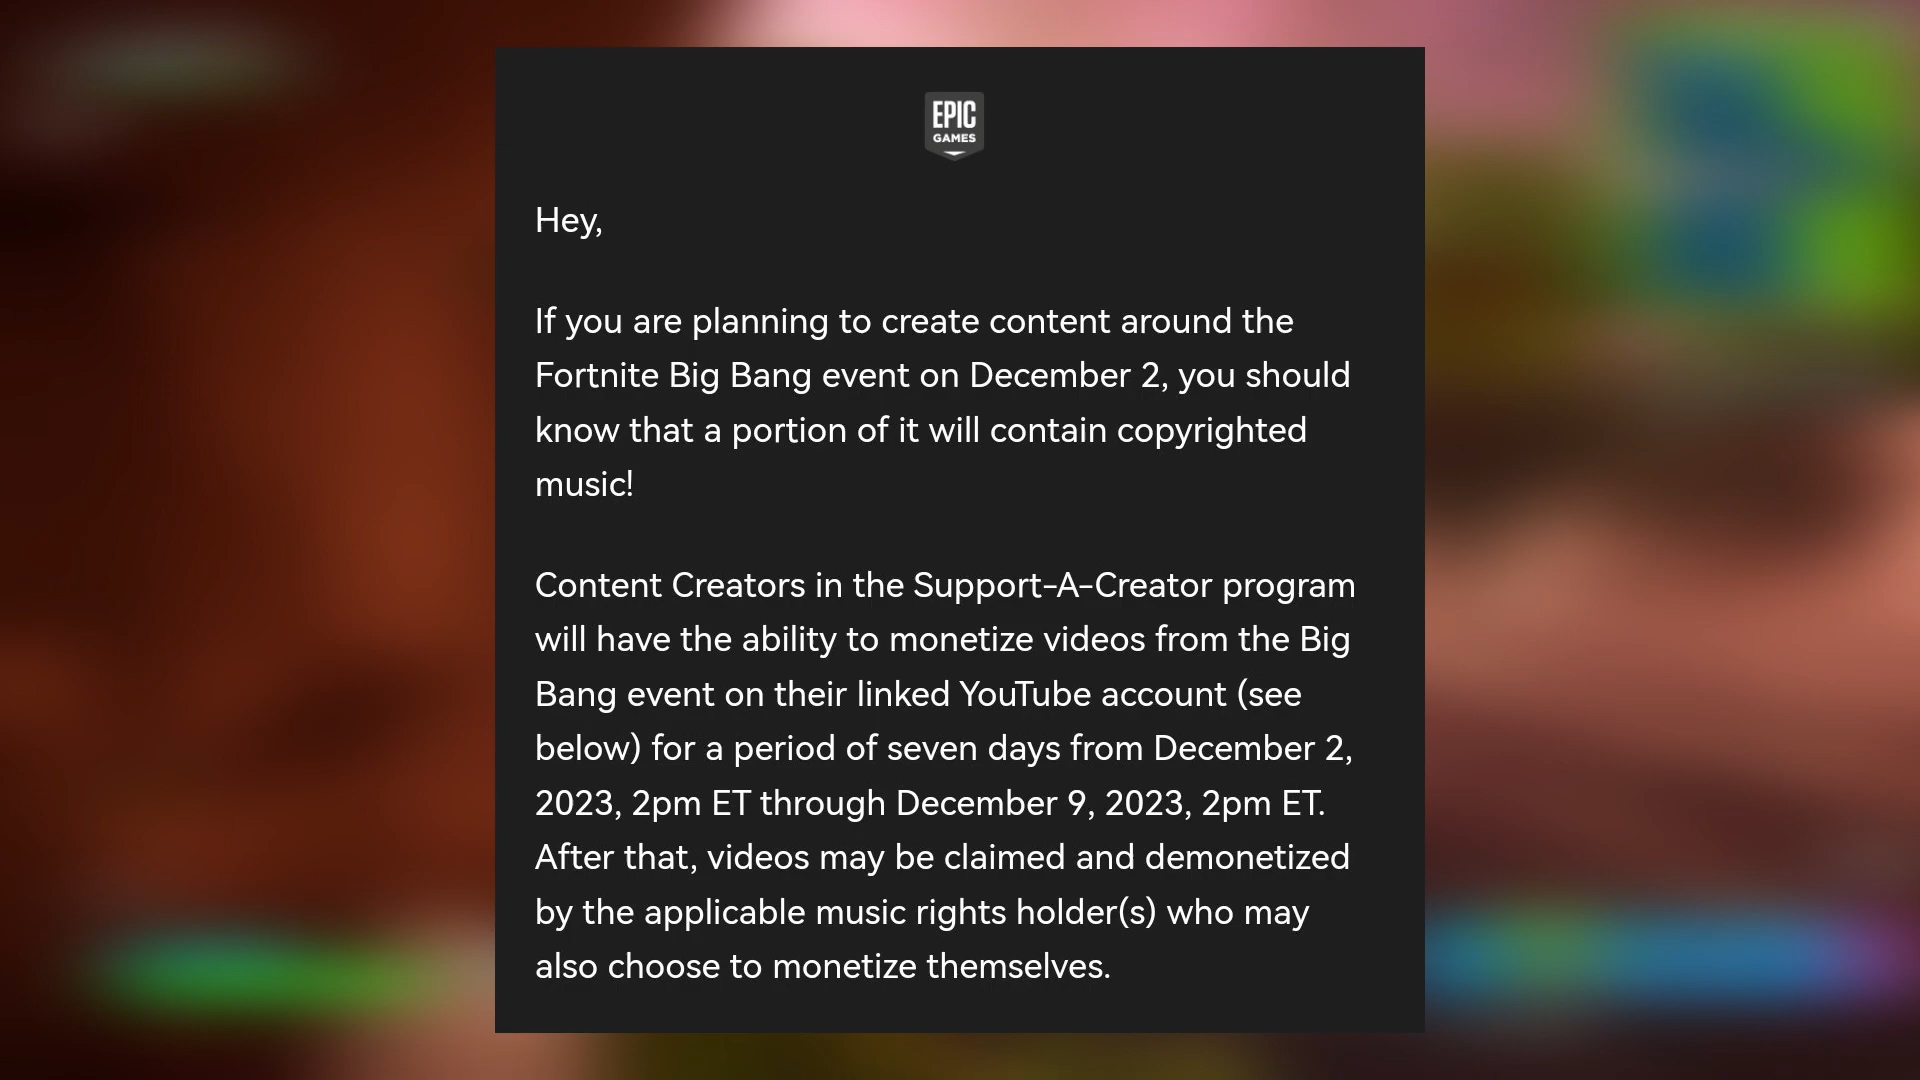 EPIC
GAMES
Hey,
If you are planning to create content around the
Fortnite Big Bang event on December 2, you should
know that a portion of it will contain copyrighted
music!
Content Creators in the Support-A-Creator program
will have the ability to monetize videos from the Big
Bang event on their linked YouTube account (see
below) for a period of seven days from December 2,
2023, 2pm ET through December 9, 2023, 2pm ET.
After that, videos may be claimed and demonetized
by the applicable music rights holder(s) who may
also choose to monetize themselves.